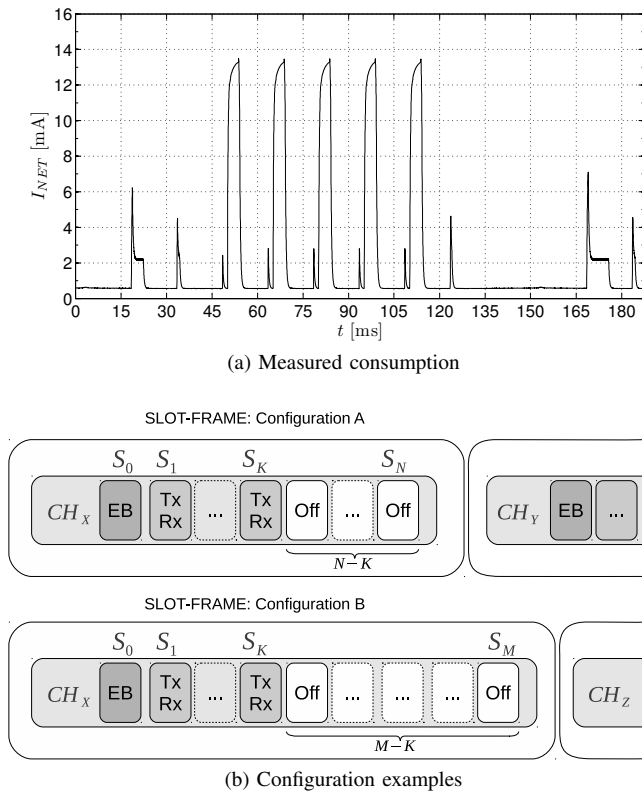 16
14
12
10
8
6
4
2
0
I_NET [mA]
0 15 30 45 60 75 90 105 120 135 150 165 180
t [ms]
(a) Measured consumption
SLOT-FRAME: Configuration A
S_0 S_1 S_K S_N
CH_X EB Tx Rx ... Tx Rx Off ... Off CH_Y EB ...
N−K
SLOT-FRAME: Configuration B
S_0 S_1 S_K S_M
CH_X EB Tx Rx ... Tx Rx Off ... ... ... Off CH_Z
M−K
(b) Configuration examples